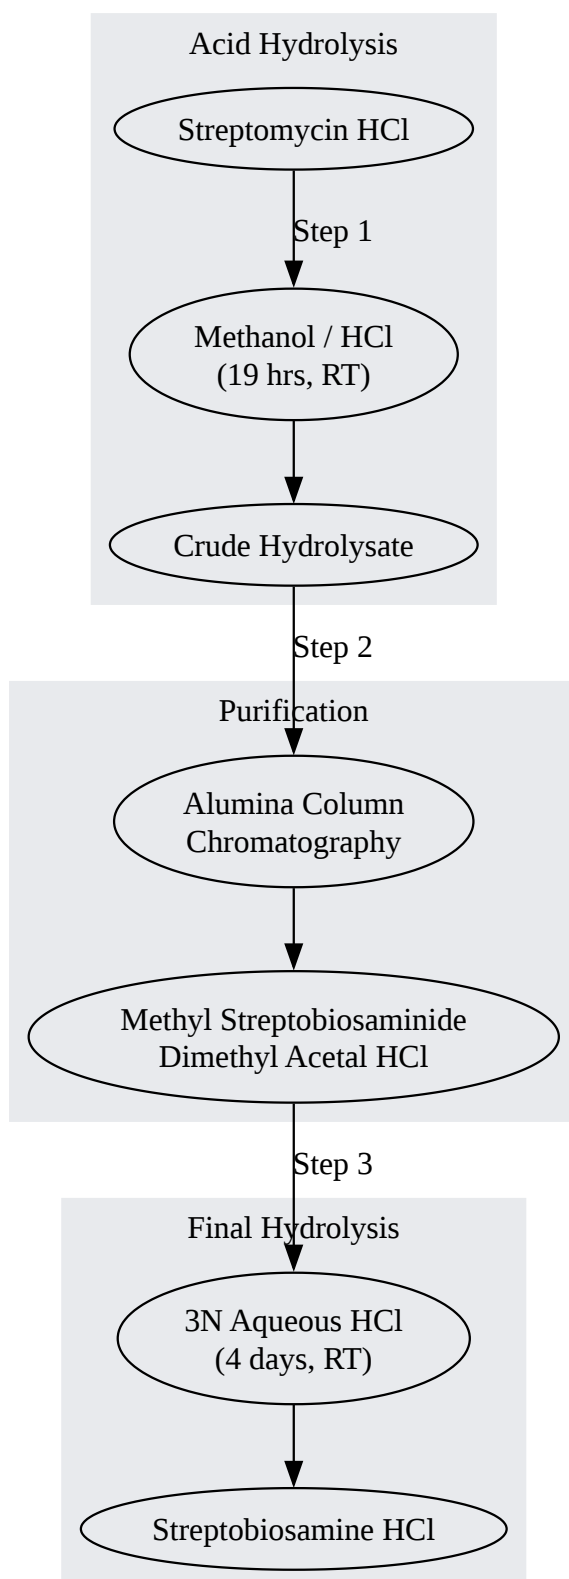 Acid Hydrolysis
Streptomycin HCl
Step 1
Methanol / HCl
(19 hrs, RT)
Crude Hydrolysate
Step 2
Purification
Alumina Column
Chromatography
Methyl Streptobiosaminide
Dimethyl Acetal HCl
Step 3
Final Hydrolysis
3N Aqueous HCl
(4 days, RT)
Streptobiosamine HCl